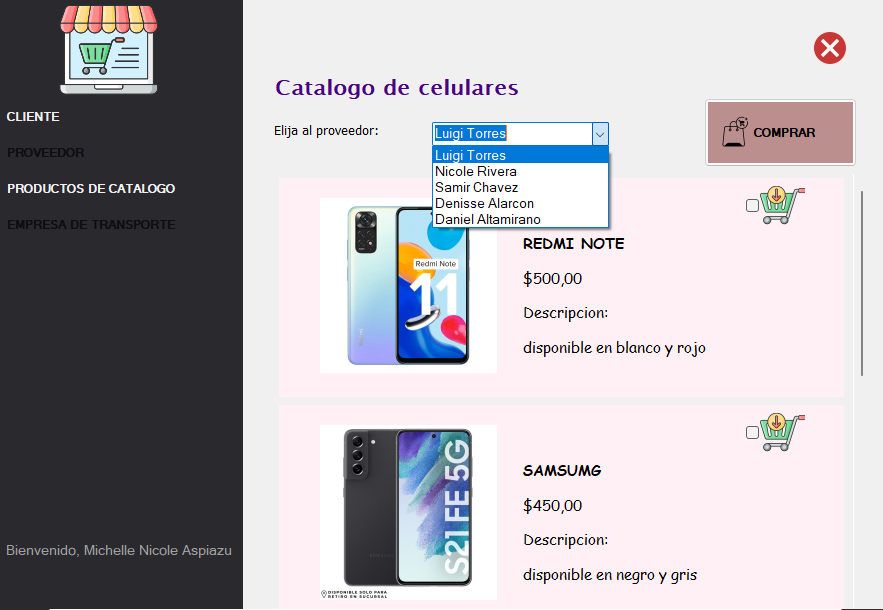 CLIENTE
PROVEEDOR
PRODUCTOS DE CATALOGO
EMPRESA DE TRANSPORTE
Bienvenido, Michelle Nicole Aspiazu
Catalogo de celulares
Elija al proveedor:
Luigi Torres
Luigi Torres
Nicole Rivera
Samir Chavez
Denisse Alarcon
Daniel Altamirano
COMPRAR
Redmi Note
11
REDMI NOTE
$500,00
Descripcion:
disponible en blanco y rojo
S21 FE 5G
DISPONIBLE SOLO PARA
RETIRO EN SUCURSAL
SAMSUMG
$450,00
Descripcion:
disponible en negro y gris